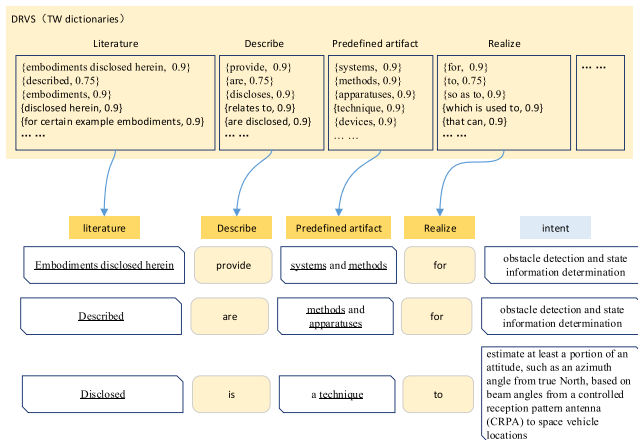 DRVS（TW dictionaries）
Literature
{embodiments disclosed herein, 0.9}
{described, 0.75}
{embodiments, 0.9}
{disclosed herein, 0.9}
{for certain example embodiments, 0.9}
... ...
Describe
{provide, 0.9}
{are, 0.75}
{discloses, 0.9}
{relates to, 0.9}
{are disclosed, 0.9}
... ...
Predefined artifact
{systems, 0.9}
{methods, 0.9}
{apparatuses, 0.9}
{technique, 0.9}
{devices, 0.9}
... ...
Realize
{for, 0.9}
{to, 0.75}
{so as to, 0.9}
{which is used to, 0.9}
{that can, 0.9}
... ...
... ...
literature
Describe
Predefined artifact
Realize
intent
Embodiments disclosed herein
provide
systems and methods
for
obstacle detection and state
information determination
Described
are
methods and
apparatuses
for
obstacle detection and state
information determination
Disclosed
is
a technique
to
estimate at least a portion of an
attitude, such as an azimuth
angle from true North, based on
beam angles from a controlled
reception pattern antenna
(CRPA) to space vehicle
locations